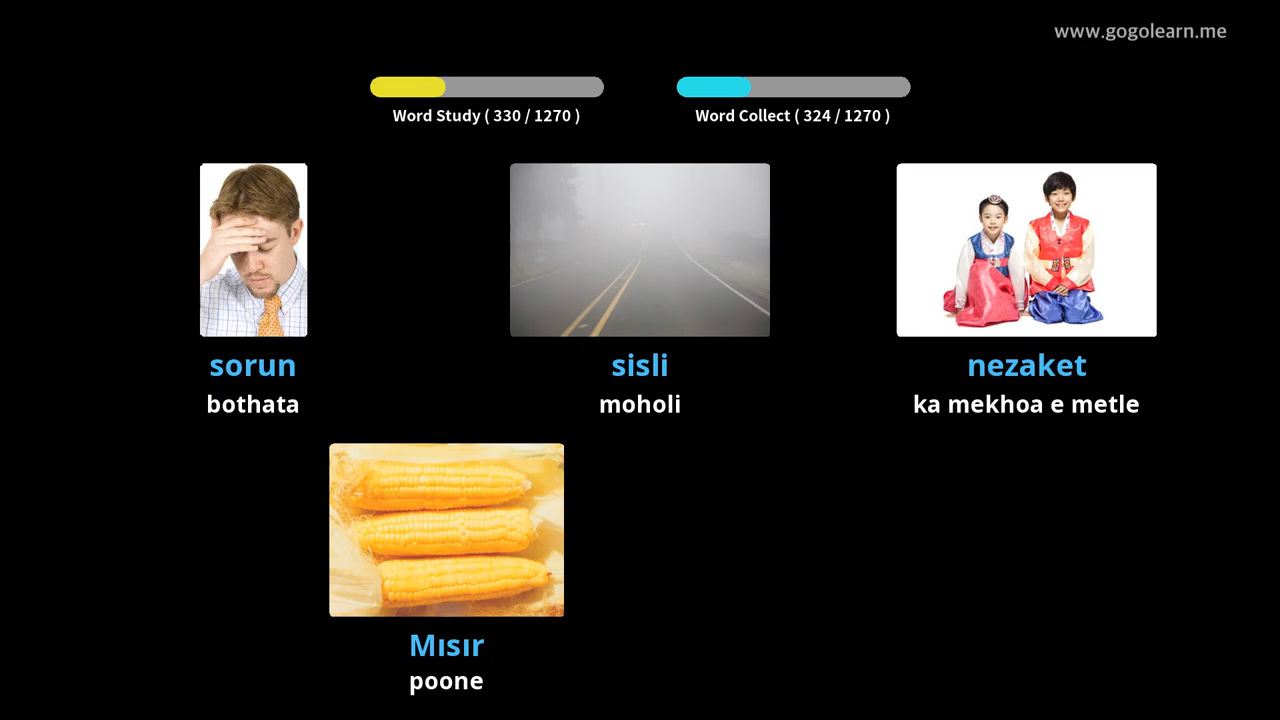 www.gogolearn.me
Word Study ( 330 / 1270 )
Word Collect ( 324 / 1270 )
sorun
bothata
sisli
moholi
nezaket
ka mekhoa e metle
Mısır
poone